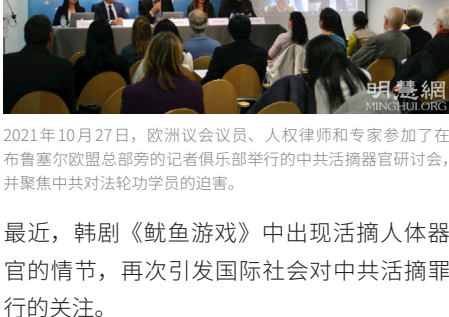 明慧網
MINGHUI.ORG
2021年10月27日，欧洲议会议员、人权律师和专家参加了在
布鲁塞尔欧盟总部旁的记者俱乐部举行的中共活摘器官研讨会，
并聚焦中共对法轮功学员的迫害。
最近，韩剧《鱿鱼游戏》中出现活摘人体器
官的情节，再次引发国际社会对中共活摘罪
行的关注。